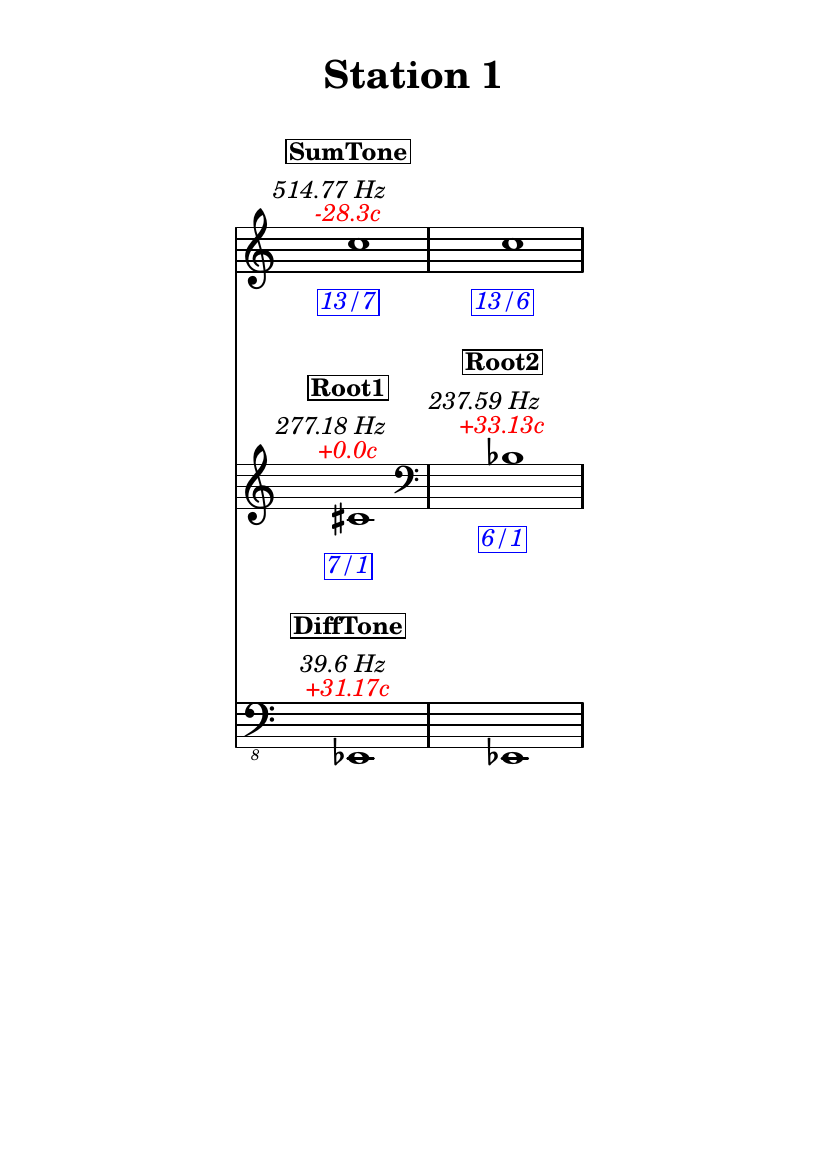 Station 1
SumTone
514.77 Hz
-28.3c
13/7 13/6
Root2
Root1
237.59 Hz
277.18 Hz
+33.13c
+0.0c
6/1
7/1
DiffTone
39.6 Hz
+31.17c
8